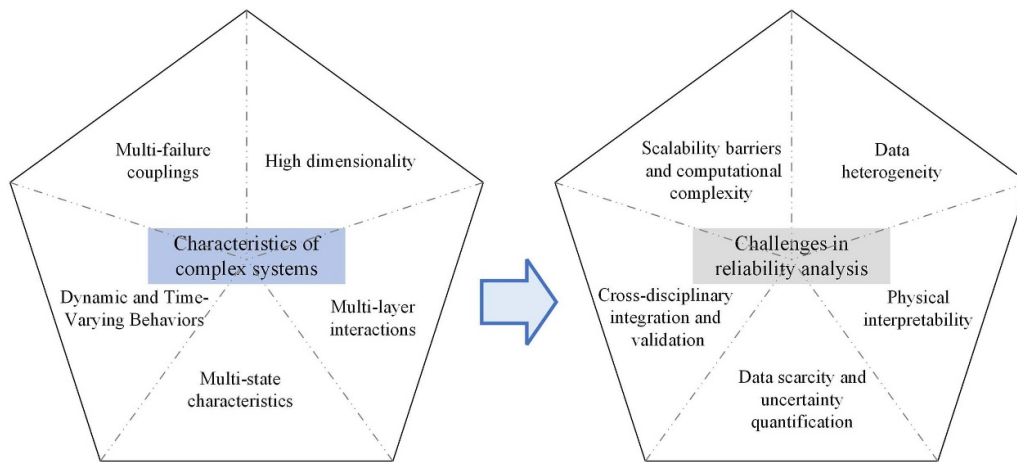 Multi-failure
couplings
High dimensionality
Characteristics of
complex systems
Dynamic and Time-
Varying Behaviors
Multi-layer
interactions
Multi-state
characteristics
Scalability barriers
and computational
complexity
Data
heterogeneity
Challenges in
reliability analysis
Cross-disciplinary
integration and
validation
Physical
interpretability
Data scarcity and
uncertainty
quantification